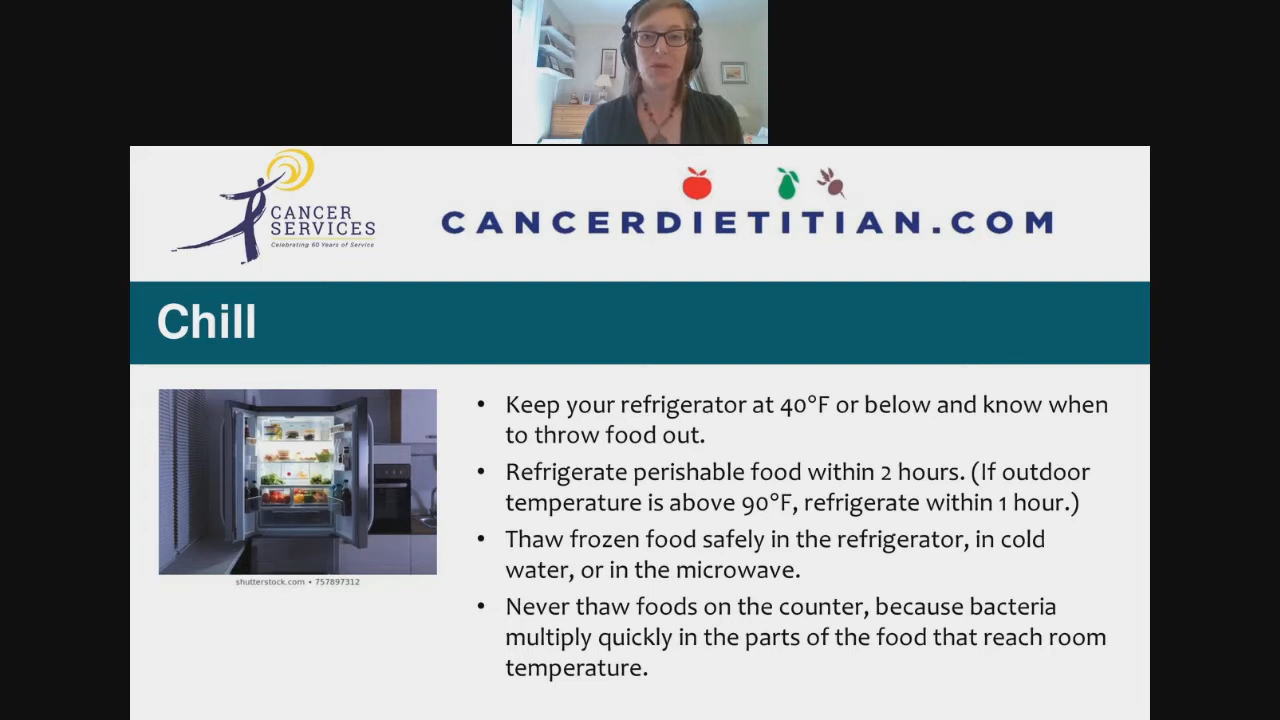 CANCER
SERVICES
Celebrating 60 Years of Service
CANCERDIETITIAN.COM
Chill
shutterstock.com • 757897312
• Keep your refrigerator at 40°F or below and know when
to throw food out.
• Refrigerate perishable food within 2 hours. (If outdoor
temperature is above 90°F, refrigerate within 1 hour.)
• Thaw frozen food safely in the refrigerator, in cold
water, or in the microwave.
• Never thaw foods on the counter, because bacteria
multiply quickly in the parts of the food that reach room
temperature.